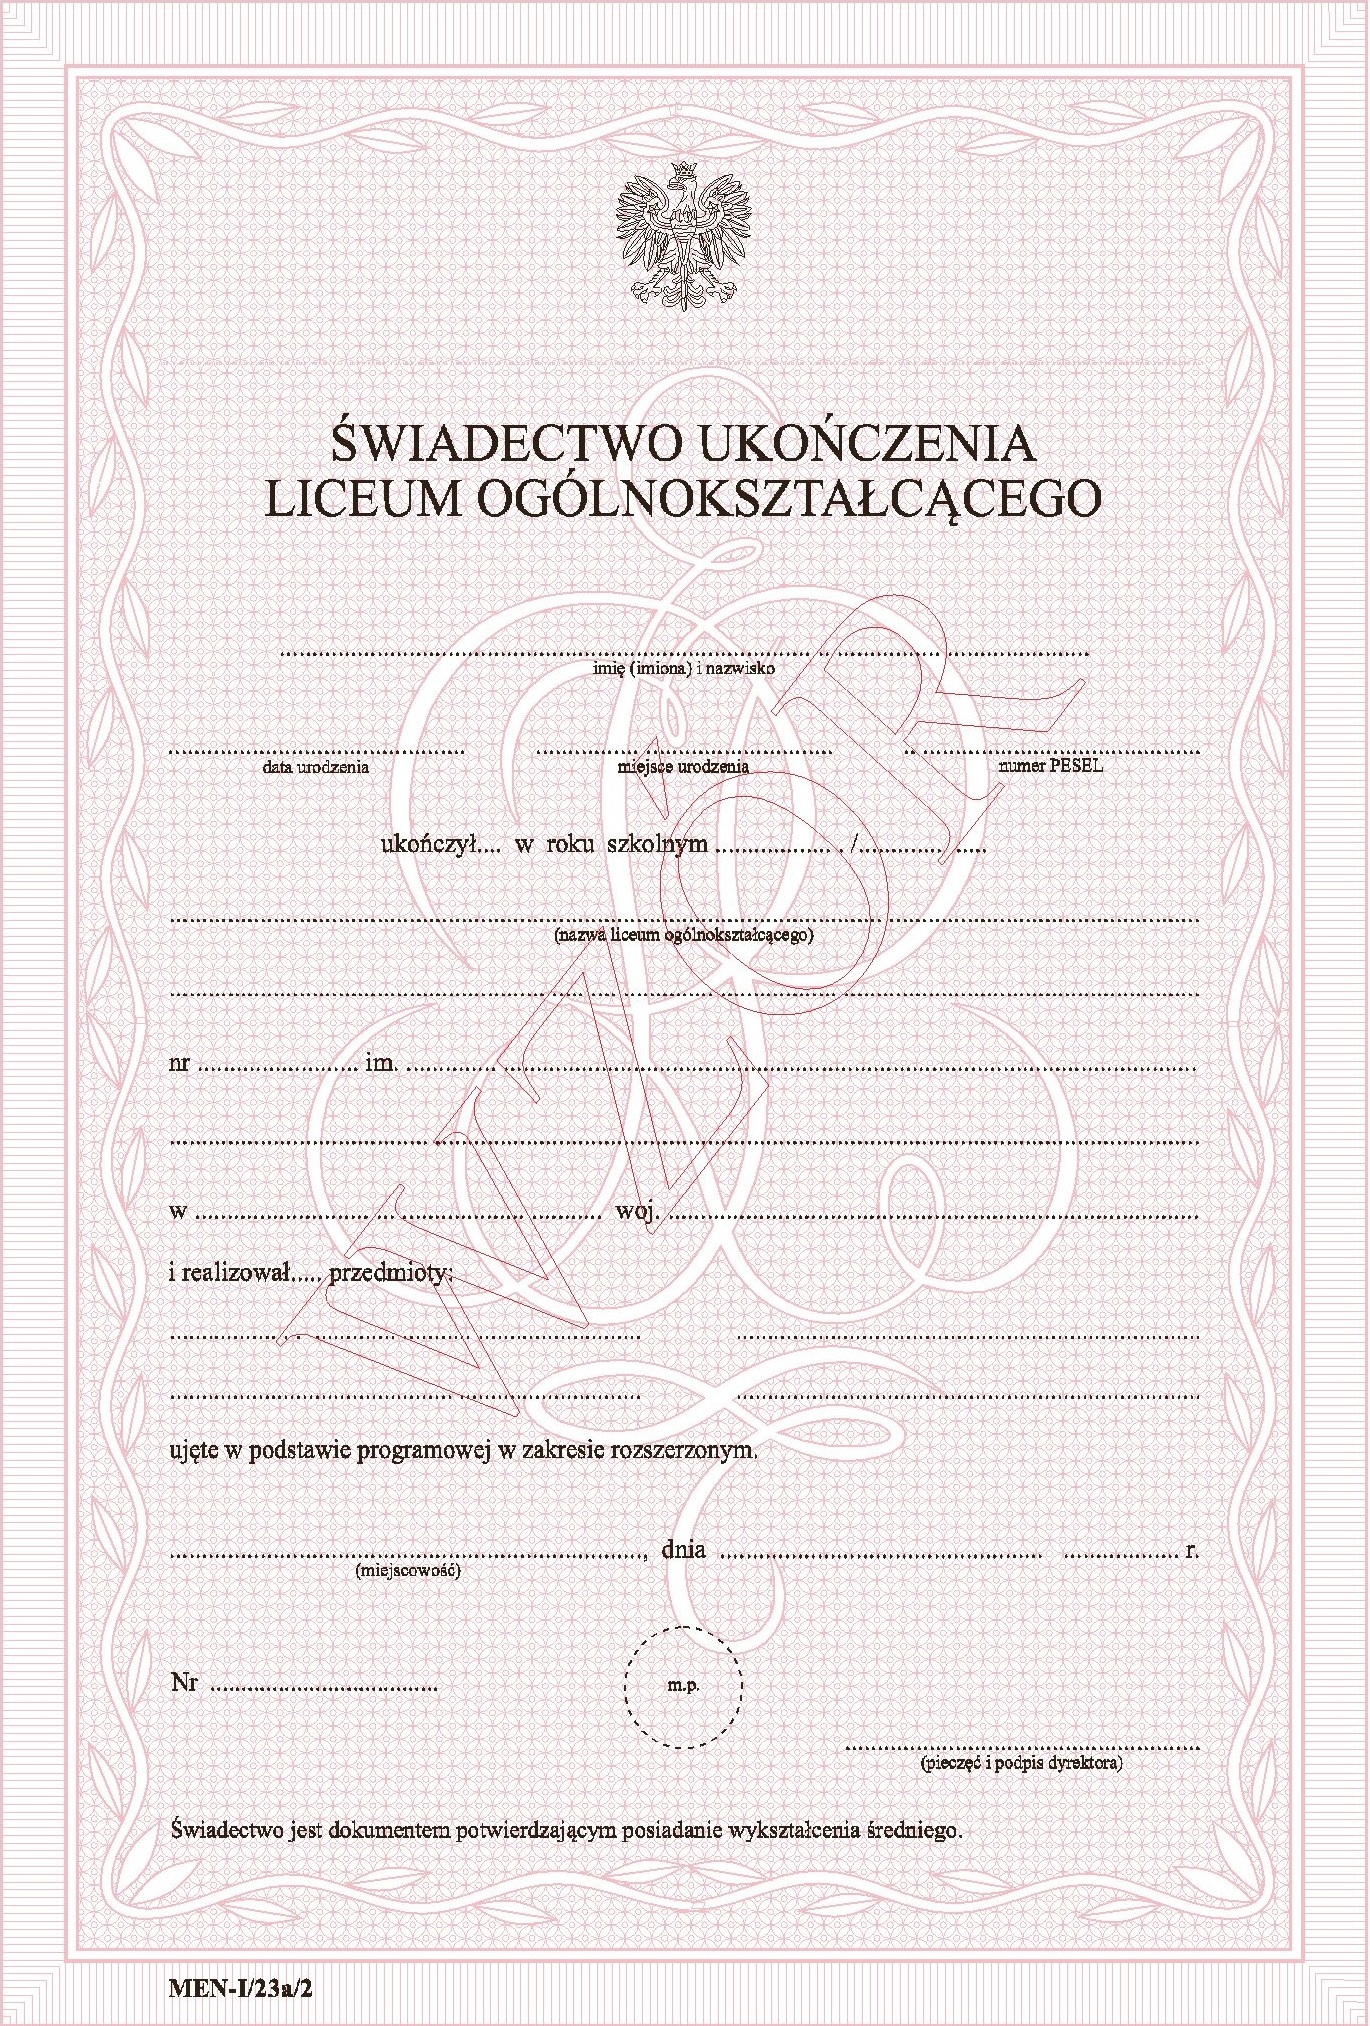 ŚWIADECTWO UKOŃCZENIA
LICEUM OGÓLNOKSZTAŁCĄCEGO
imię (imiona) i nazwisko
data urodzenia miejsce urodzenia numer PESEL
ukończył.... w roku szkolnym .................... /....................
(nazwa liceum ogólnokształcącego)
nr ......................... im. ..............................
w .............................. woj. ..............................
i realizował..... przedmioty:
ujęte w podstawie programowej w zakresie rozszerzonym.
.............................., dnia .............................. r.
(miejscowość)
Nr ...................................
m.p.
(pieczęć i podpis dyrektora)
Świadectwo jest dokumentem potwierdzającym posiadanie wykształcenia średniego.
MEN-I/23a/2
WZÓR